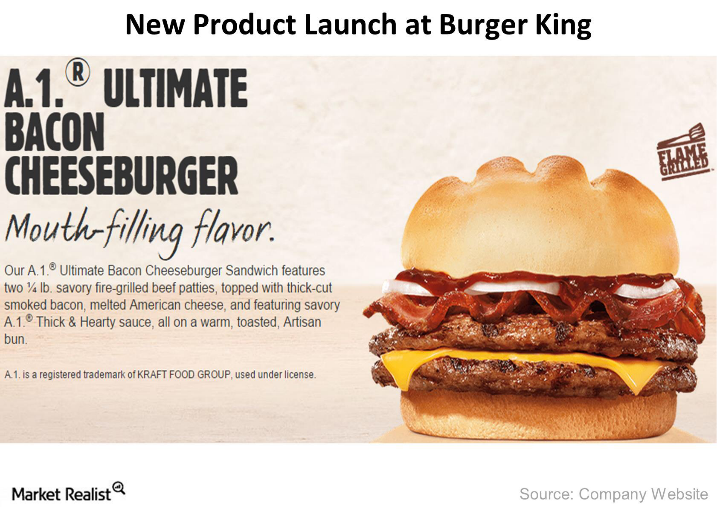 New Product Launch at Burger King
A.1.® ULTIMATE
BACON
CHEESEBURGER
Mouth-filling flavor.
Our A.1.® Ultimate Bacon Cheeseburger Sandwich features
two ¼ lb. savory fire-grilled beef patties, topped with thick-cut
smoked bacon, melted American cheese, and featuring savory
A.1.® Thick & Hearty sauce, all on a warm, toasted, Artisan
bun.
A.1. is a registered trademark of KRAFT FOOD GROUP, used under license.
FLAME
GRILLED
Market Realist
Source: Company Website